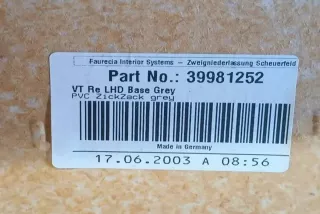 Faurecia Interior Systems – Zweigniederlassung Scheuerfeld
Part No.: 39981252
VT Re LHD Base Grey
PVC ZickZack grey
Made in Germany
17.06.2003 A 08:56